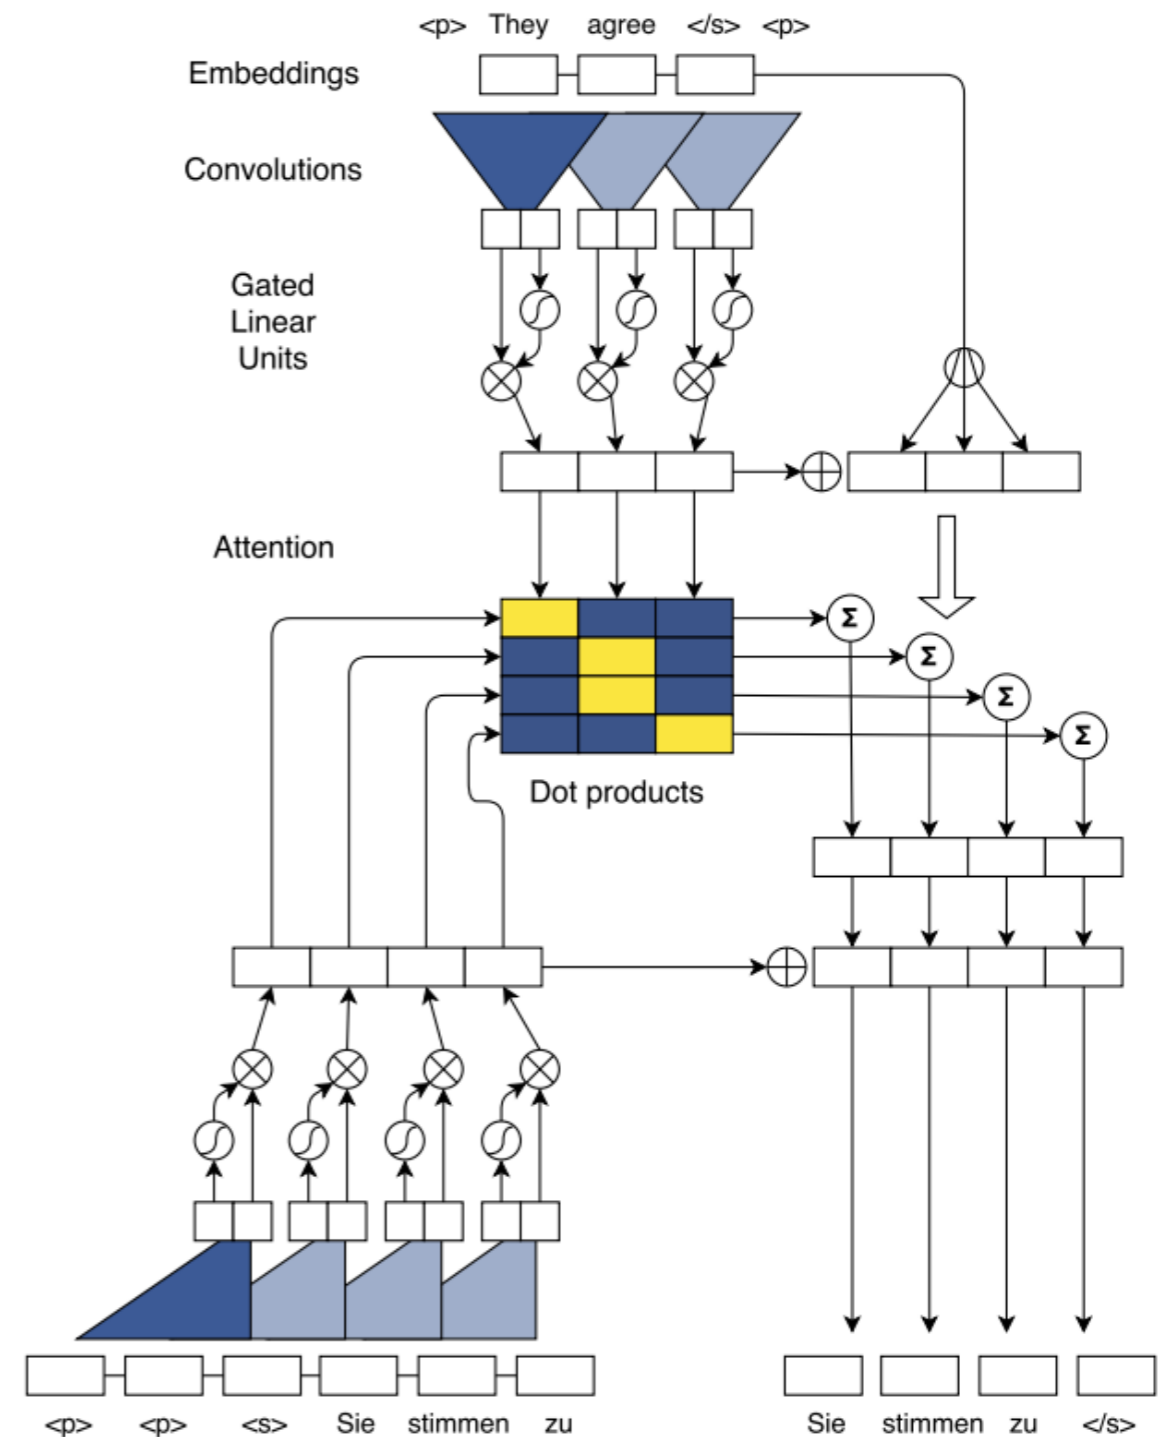 <p> They agree </s> <p>
Embeddings
Convolutions
Gated
Linear
Units
Attention
Σ
Σ
Σ
Σ
Dot products
<p> <p> <s> Sie stimmen zu
Sie stimmen zu </s>